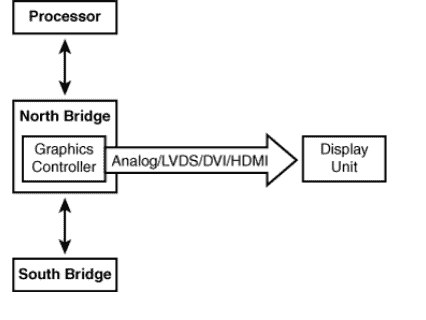 Processor
North Bridge
Graphics
Controller
Analog/LVDS/DVI/HDMI
Display
Unit
South Bridge